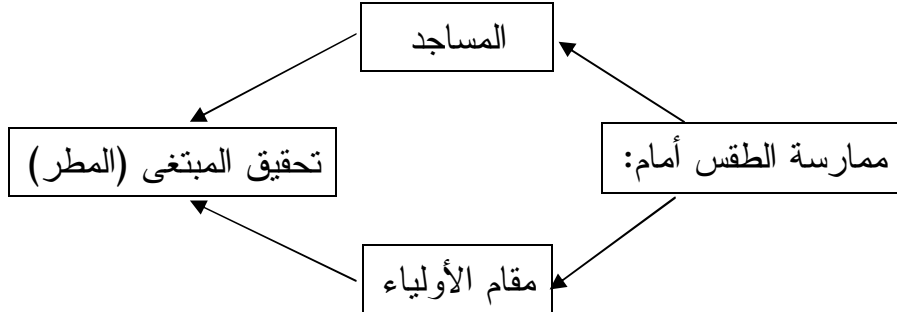 المساجد
ممارسة الطقس أمام:
تحقيق المبتغى (المطر)
مقام الأولياء